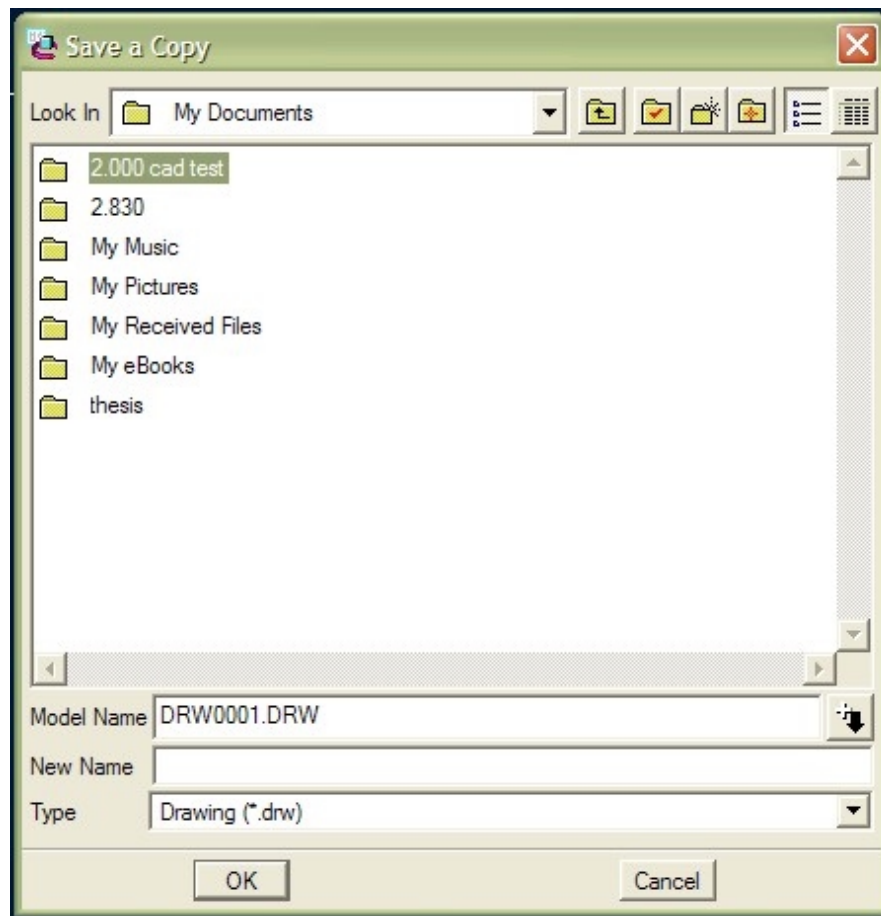 Save a Copy
Look In My Documents
2.000 cad test
2.830
My Music
My Pictures
My Received Files
My eBooks
thesis
Model Name DRW0001.DRW
New Name
Type Drawing (*.drw)
OK Cancel